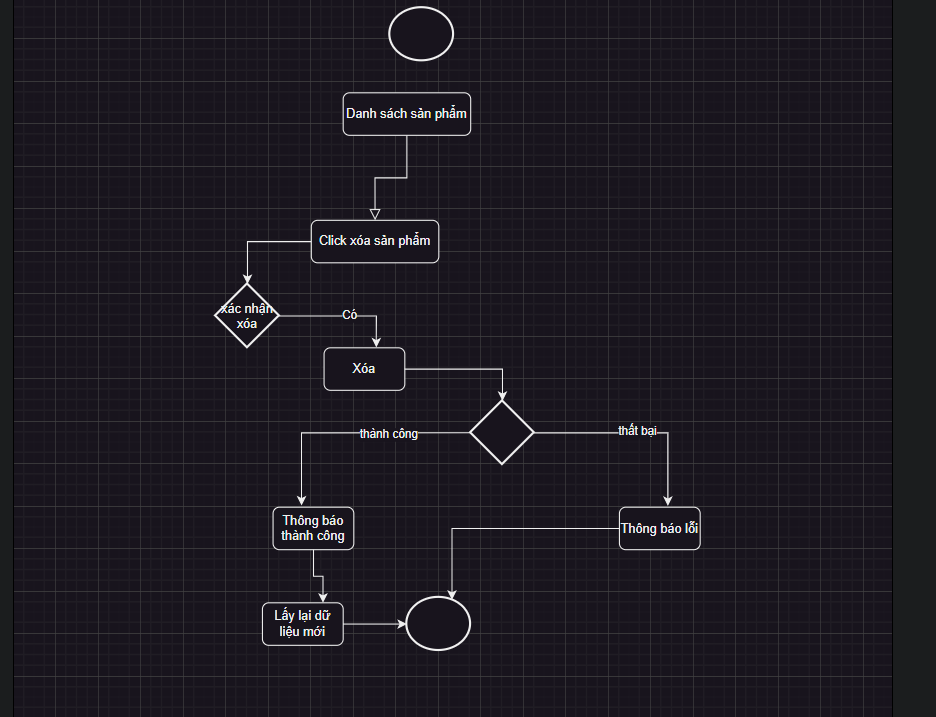 Danh sách sản phẩm
Click xóa sản phẩm
xác nhận
xóa
Có
Xóa
thành công
thất bại
Thông báo
thành công
Thông báo lỗi
Lấy lại dữ
liệu mới